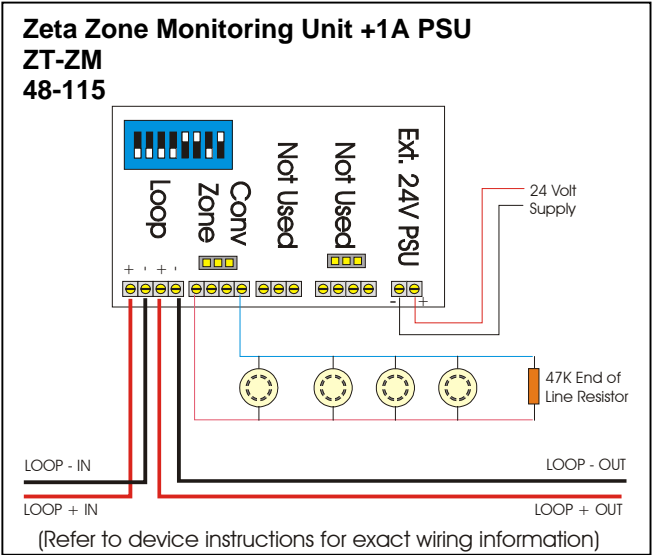 Zeta Zone Monitoring Unit +1A PSU
ZT-ZM
48-115
Loop
Conv
Zone
Not Used
Not Used
Ext. 24V PSU
+ - + -
- +
24 Volt
Supply
47K End of
Line Resistor
LOOP - IN
LOOP - OUT
LOOP + IN
LOOP + OUT
(Refer to device instructions for exact wiring information)